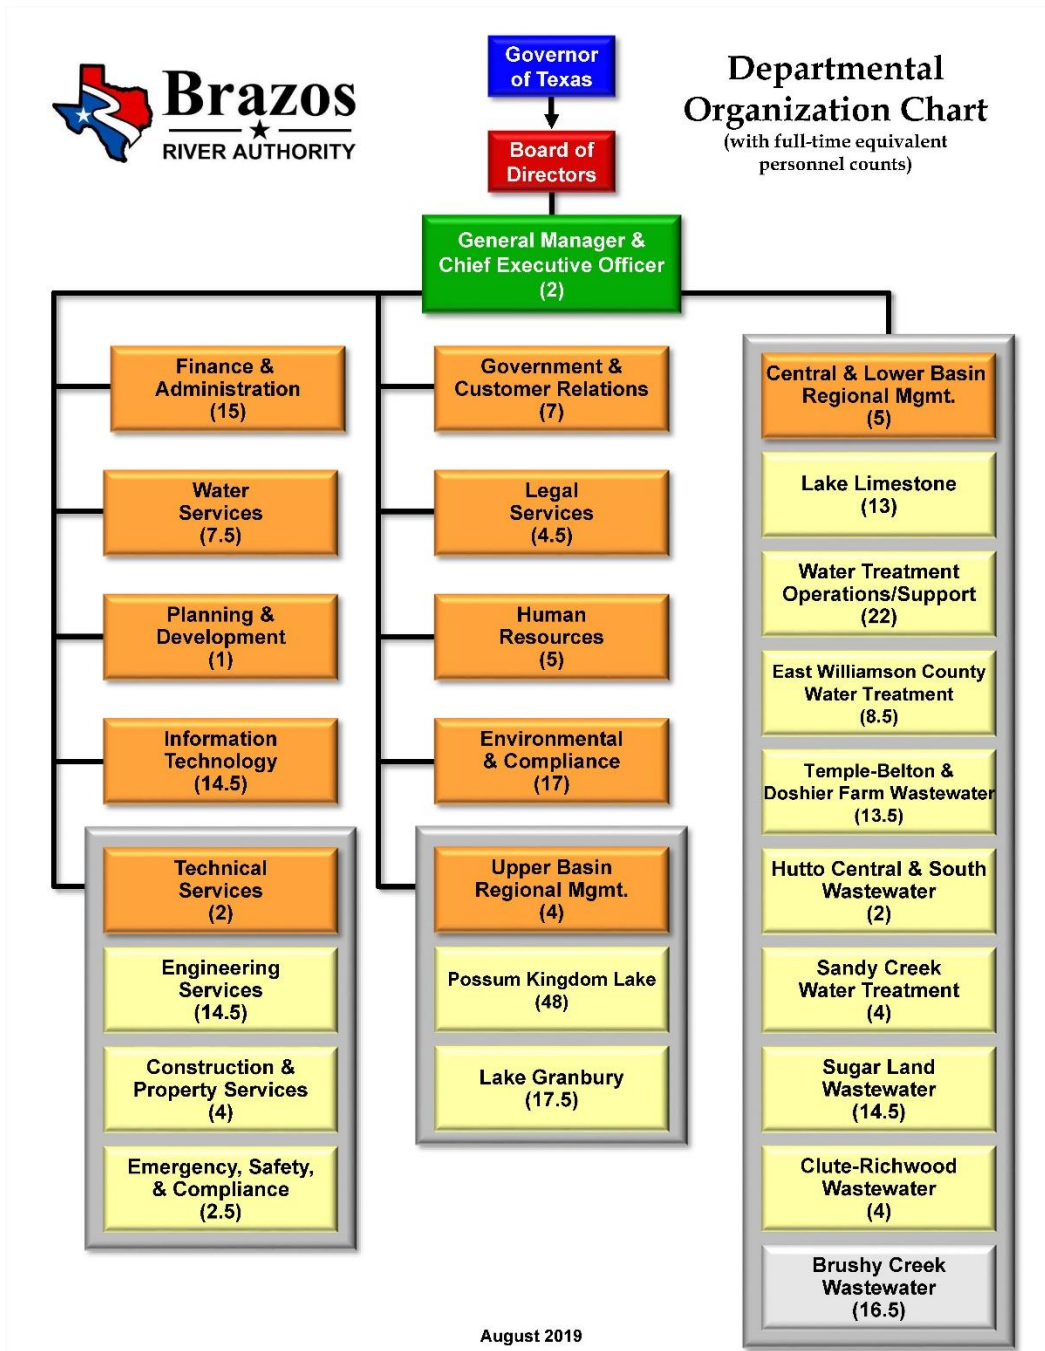 Brazos
RIVER AUTHORITY
Governor
of Texas
Departmental
Organization Chart
(with full-time equivalent
personnel counts)
Board of
Directors
General Manager &
Chief Executive Officer
(2)
Finance &
Administration
(15)
Water
Services
(7.5)
Planning &
Development
(1)
Information
Technology
(14.5)
Technical
Services
(2)
Engineering
Services
(14.5)
Construction &
Property Services
(4)
Emergency, Safety,
& Compliance
(2.5)
Government &
Customer Relations
(7)
Legal
Services
(4.5)
Human
Resources
(5)
Environmental
& Compliance
(17)
Upper Basin
Regional Mgmt.
(4)
Possum Kingdom Lake
(48)
Lake Granbury
(17.5)
Central & Lower Basin
Regional Mgmt.
(5)
Lake Limestone
(13)
Water Treatment
Operations/Support
(22)
East Williamson County
Water Treatment
(8.5)
Temple-Belton &
Doshier Farm Wastewater
(13.5)
Hutto Central & South
Wastewater
(2)
Sandy Creek
Water Treatment
(4)
Sugar Land
Wastewater
(14.5)
Clute-Richwood
Wastewater
(4)
Brushy Creek
Wastewater
(16.5)
August 2019